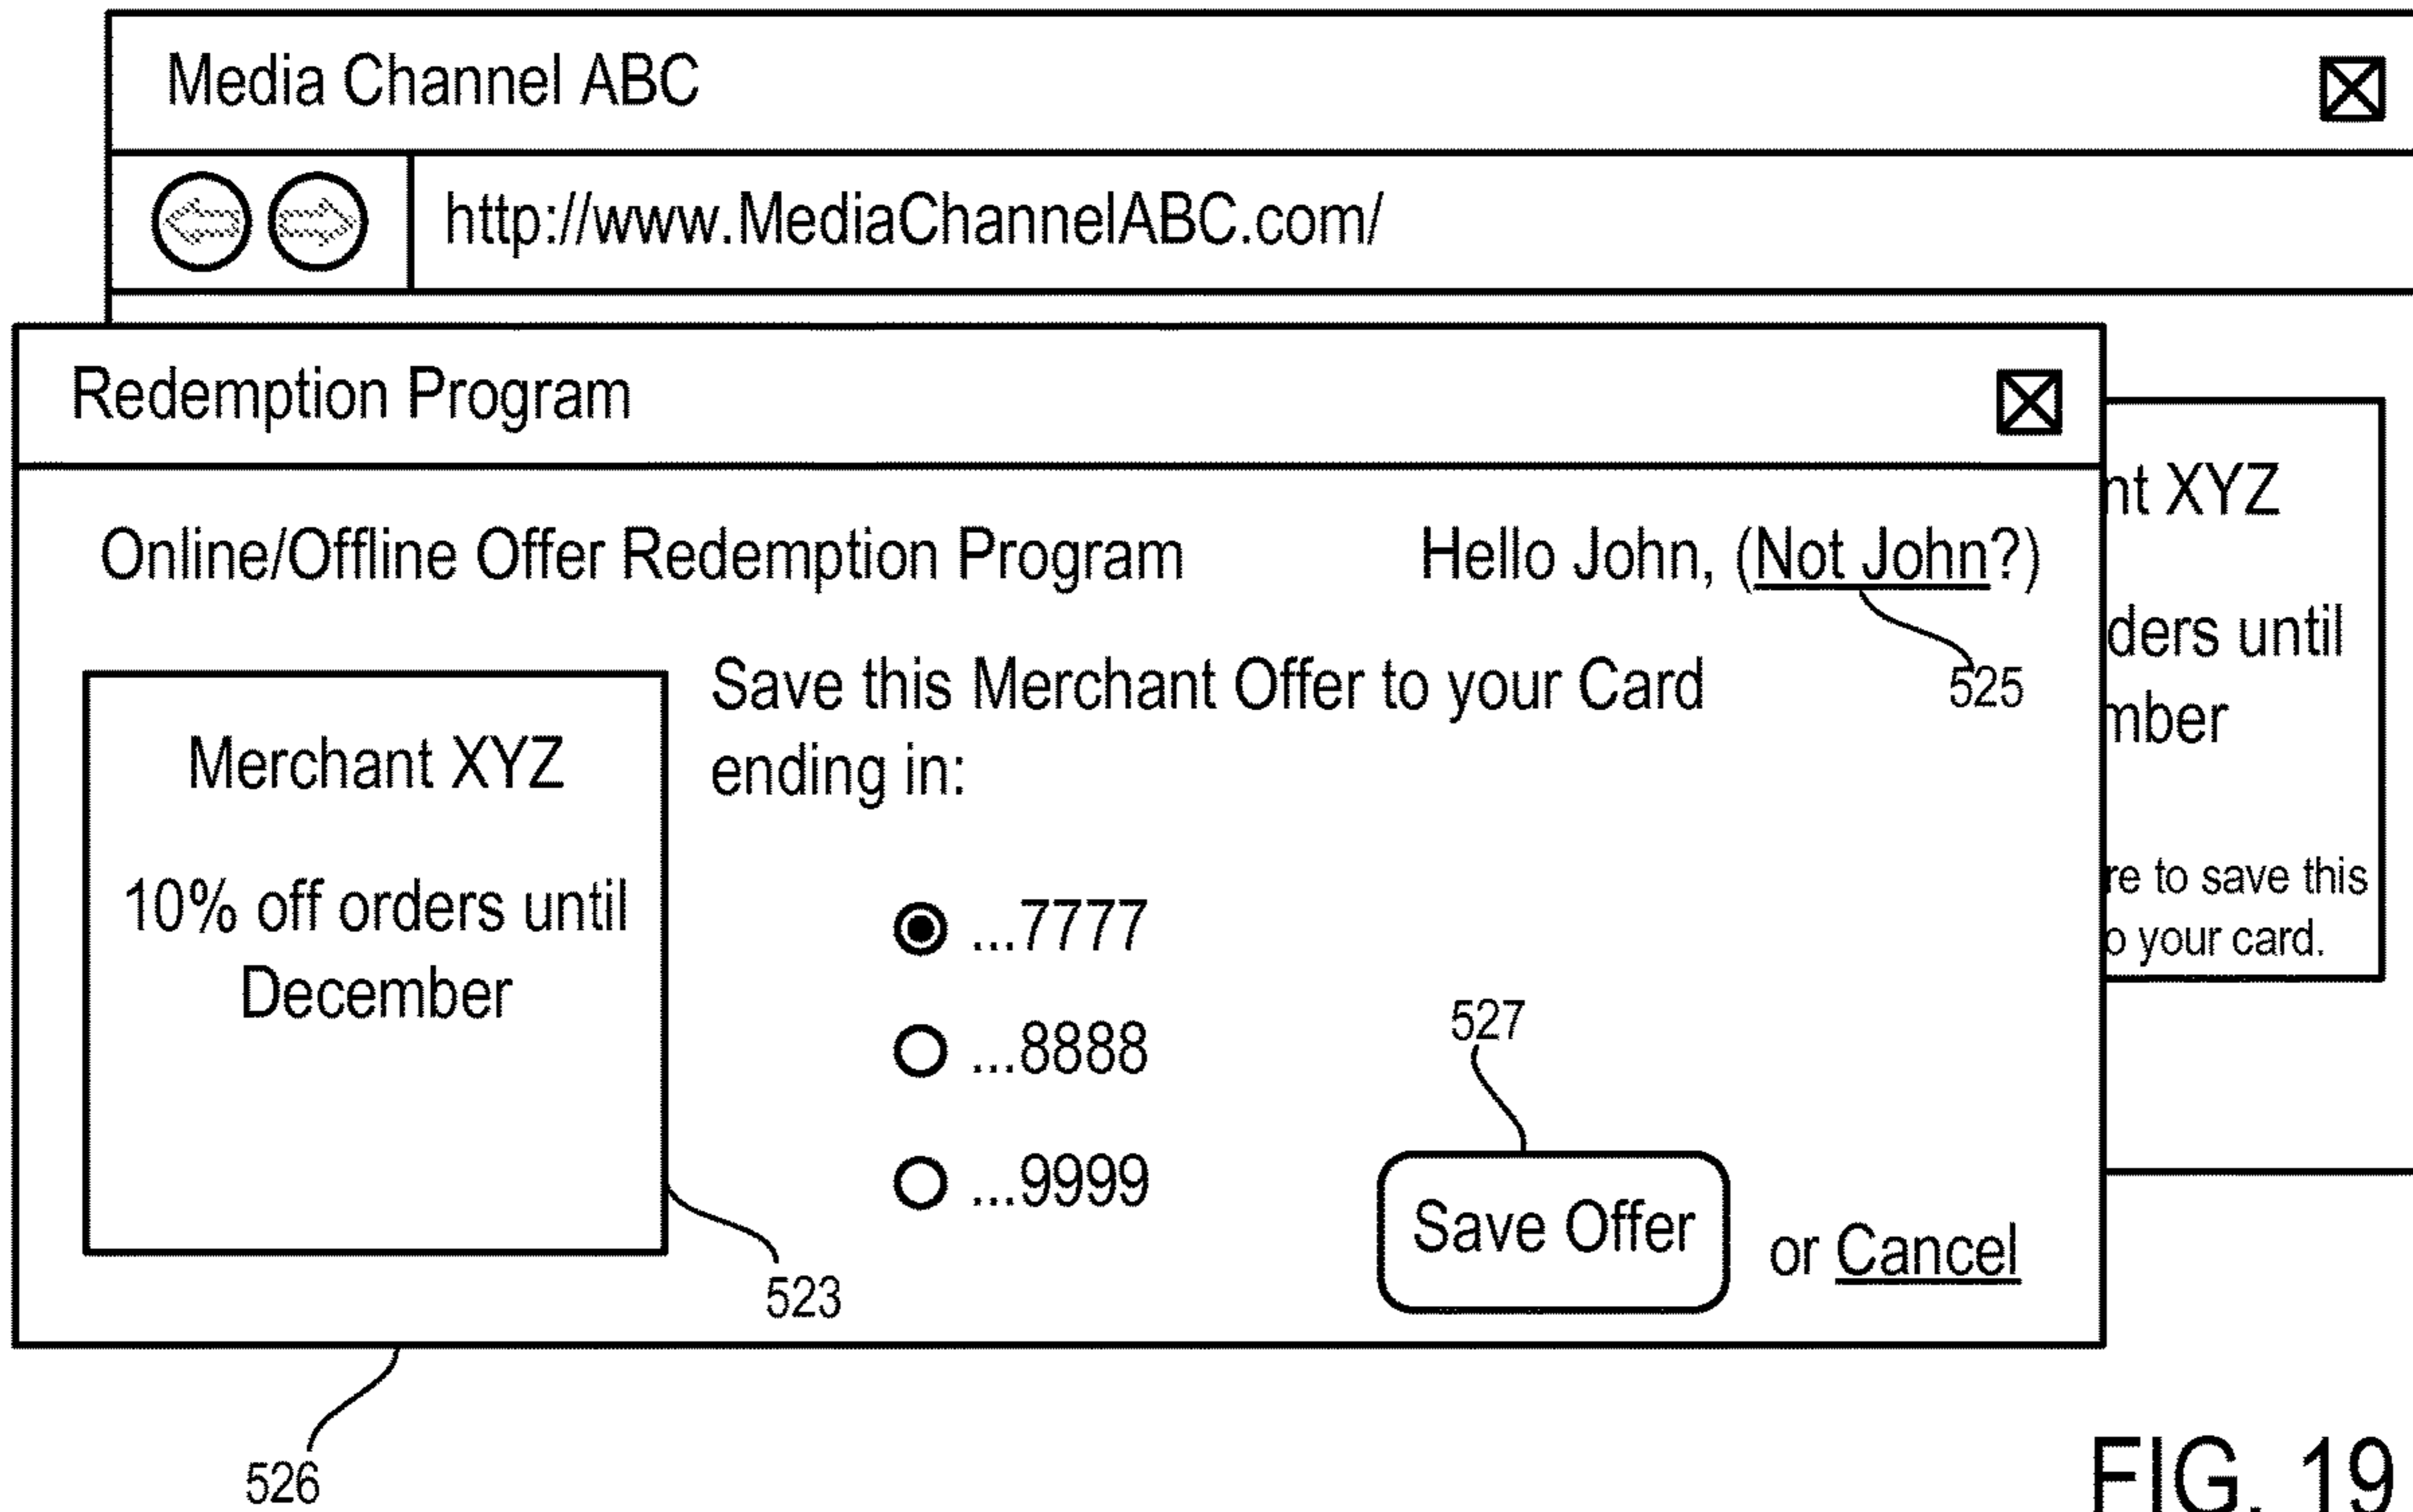 Media Channel ABC
http://www.MediaChannelABC.com/
Redemption Program
Online/Offline Offer Redemption Program
Hello John, (Not John?)
525
Save this Merchant Offer to your Card
ending in:
Merchant XYZ
10% off orders until
December
523
...7777
...8888
...9999
527
Save Offer
or Cancel
nt XYZ
ders until
mber
re to save this
o your card.
526
FIG. 19